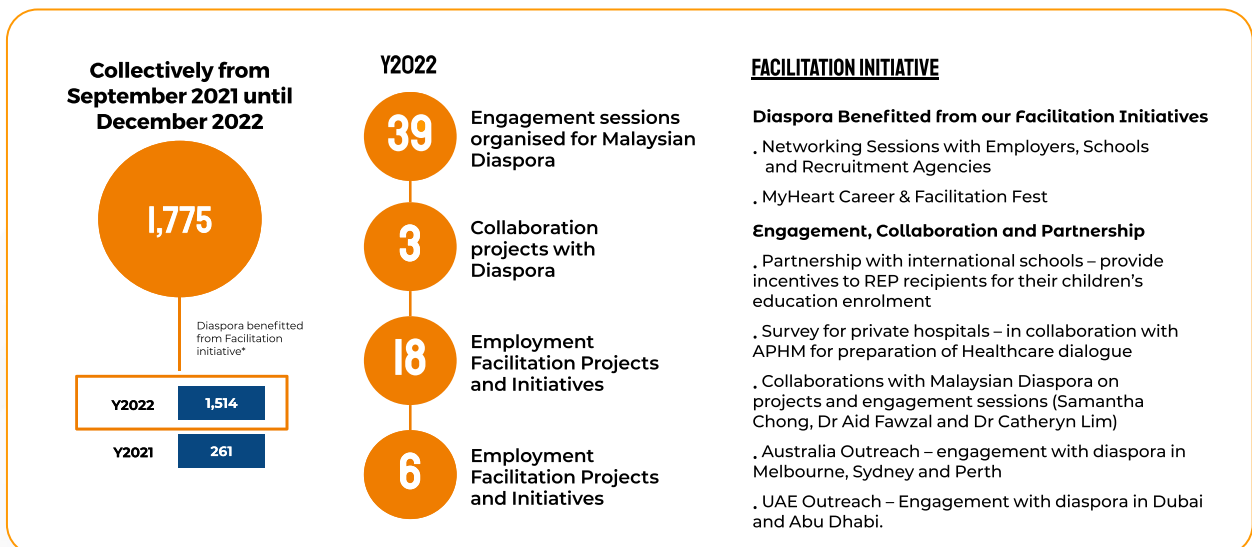 Collectively from
September 2021 until
December 2022
1,775
Diaspora benefitted
from Facilitation
initiative*
Y2022 1,514
Y2021 261
Y2022
39
Engagement sessions
organised for Malaysian
Diaspora
3
Collaboration
projects with
Diaspora
18
Employment
Facilitation Projects
and Initiatives
6
Employment
Facilitation Projects
and Initiatives
FACILITATION INITIATIVE
Diaspora Benefitted from our Facilitation Initiatives
. Networking Sessions with Employers, Schools
and Recruitment Agencies
. MyHeart Career & Facilitation Fest
Engagement, Collaboration and Partnership
. Partnership with international schools – provide
incentives to REP recipients for their children’s
education enrolment
. Survey for private hospitals – in collaboration with
APHM for preparation of Healthcare dialogue
. Collaborations with Malaysian Diaspora on
projects and engagement sessions (Samantha
Chong, Dr Aid Fawzal and Dr Catheryn Lim)
. Australia Outreach – engagement with diaspora in
Melbourne, Sydney and Perth
. UAE Outreach – Engagement with diaspora in Dubai
and Abu Dhabi.